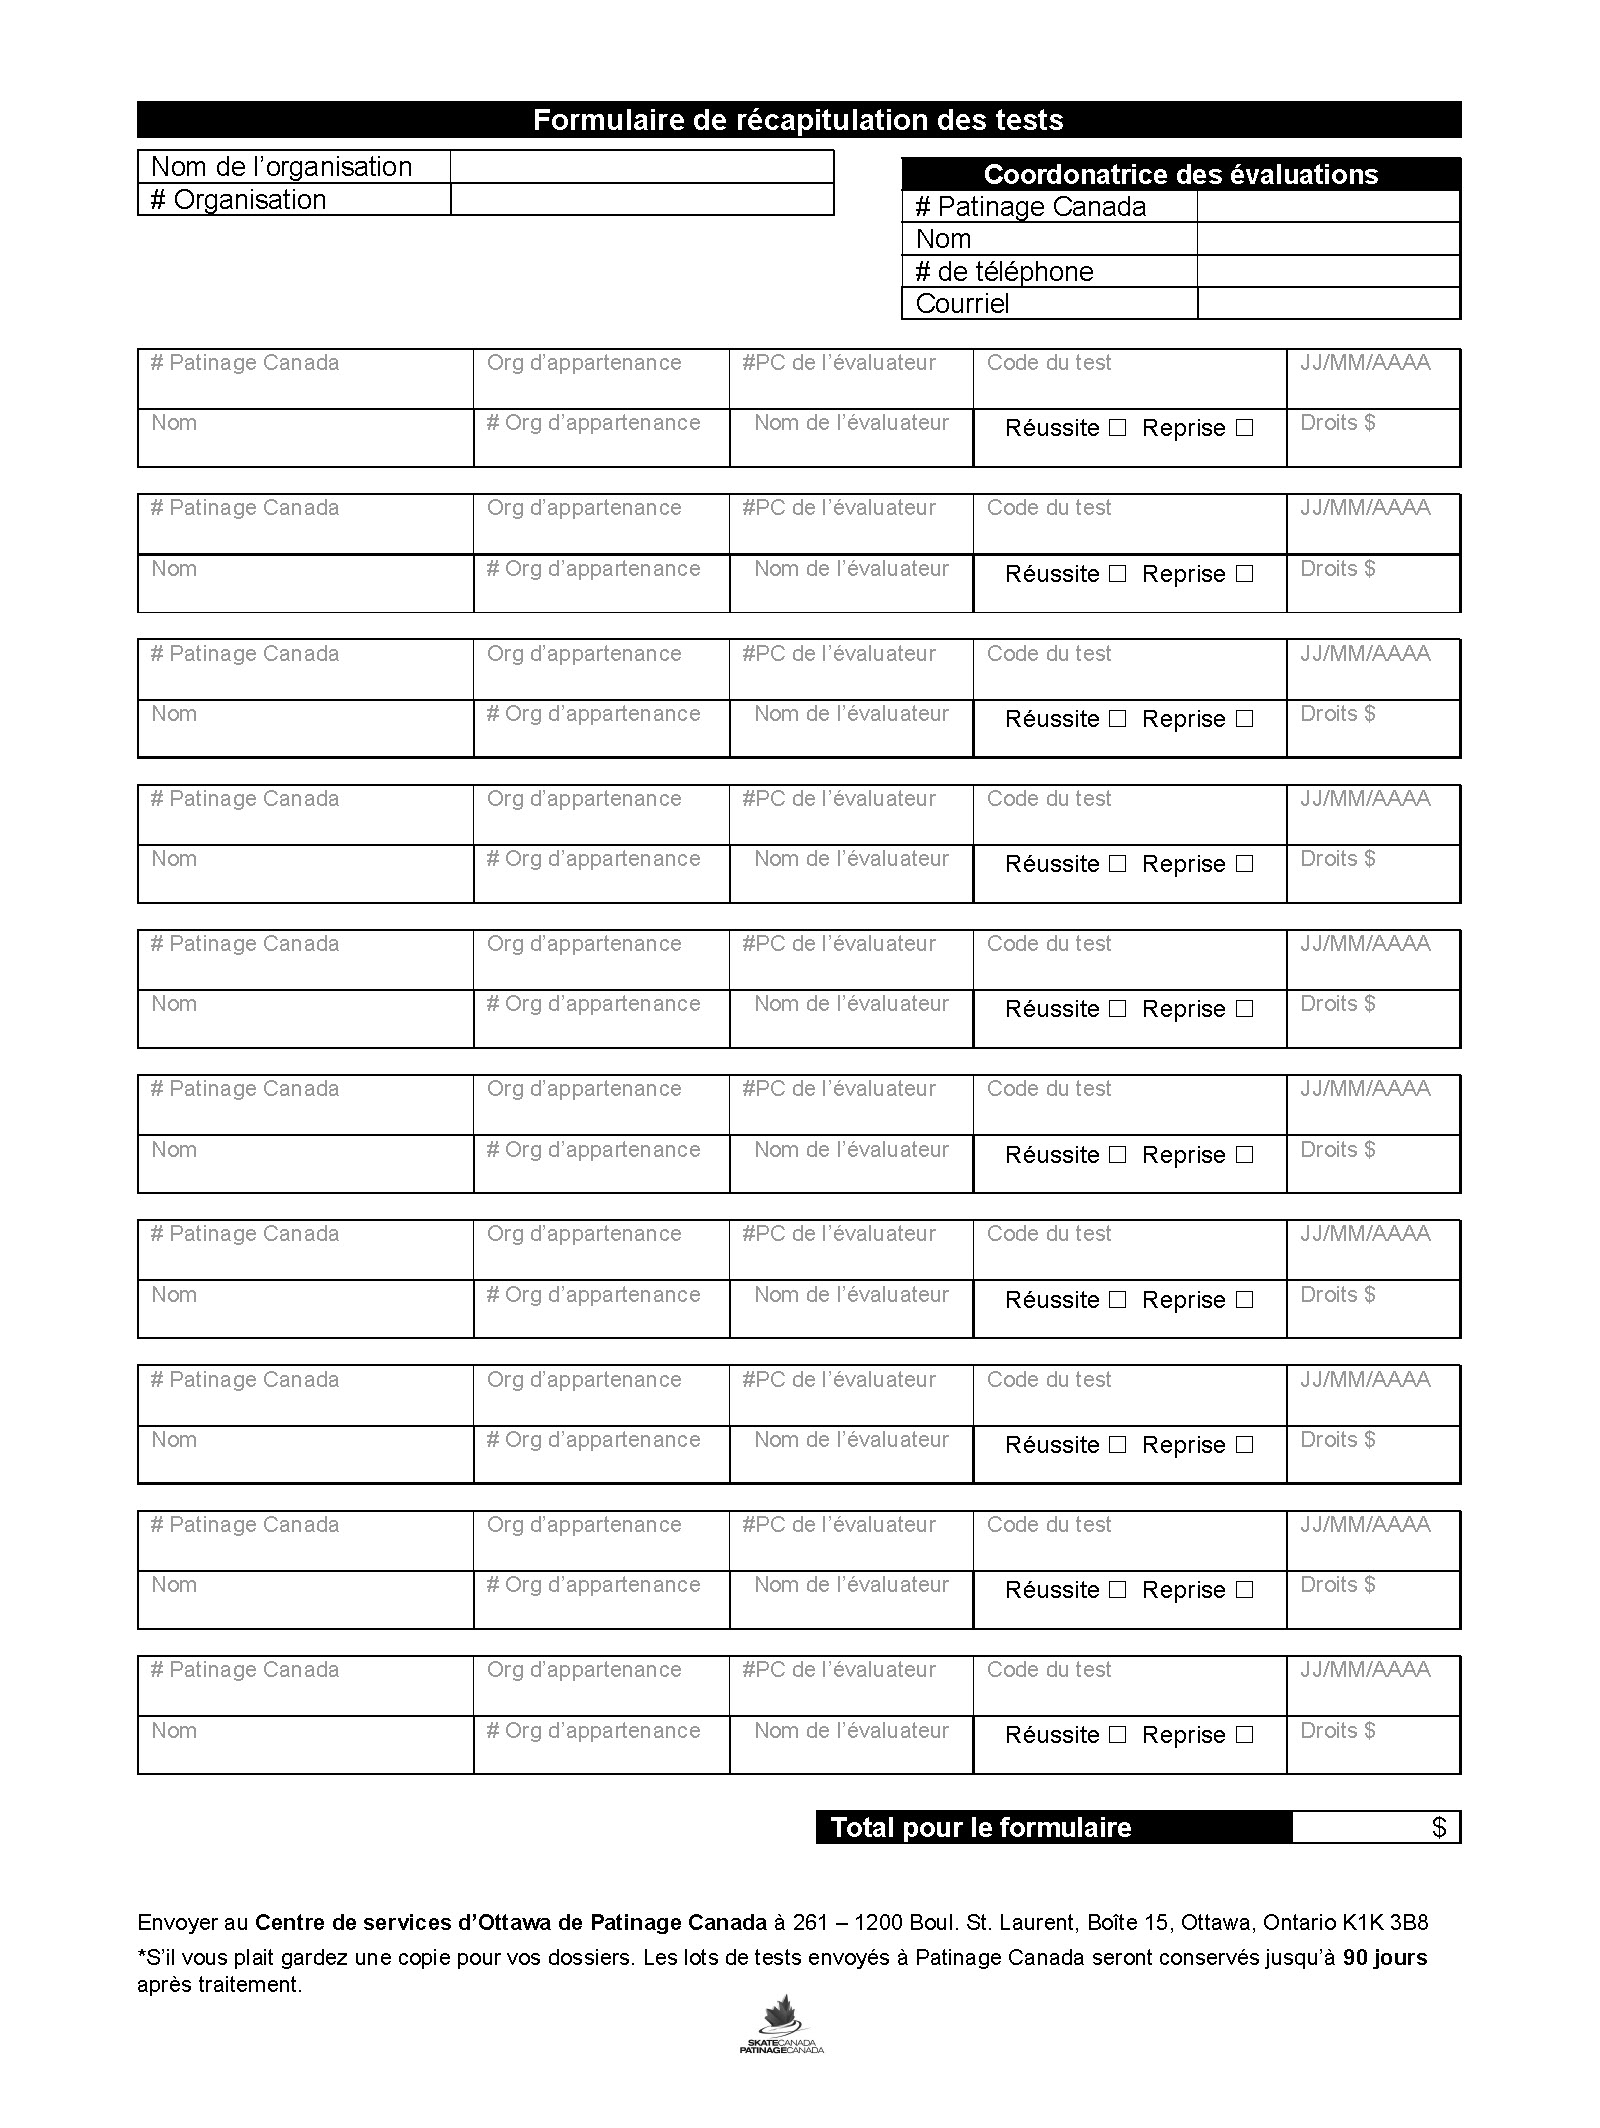 Formulaire de récapitulation des tests
Nom de l’organisation
# Organisation
Coordonatrice des évaluations
# Patinage Canada
Nom
# de téléphone
Courriel
# Patinage Canada Org d’appartenance #PC de l’évaluateur Code du test JJ/MM/AAAA
Nom # Org d’appartenance Nom de l’évaluateur Réussite ☐ Reprise ☐ Droits $
# Patinage Canada Org d’appartenance #PC de l’évaluateur Code du test JJ/MM/AAAA
Nom # Org d’appartenance Nom de l’évaluateur Réussite ☐ Reprise ☐ Droits $
# Patinage Canada Org d’appartenance #PC de l’évaluateur Code du test JJ/MM/AAAA
Nom # Org d’appartenance Nom de l’évaluateur Réussite ☐ Reprise ☐ Droits $
# Patinage Canada Org d’appartenance #PC de l’évaluateur Code du test JJ/MM/AAAA
Nom # Org d’appartenance Nom de l’évaluateur Réussite ☐ Reprise ☐ Droits $
# Patinage Canada Org d’appartenance #PC de l’évaluateur Code du test JJ/MM/AAAA
Nom # Org d’appartenance Nom de l’évaluateur Réussite ☐ Reprise ☐ Droits $
# Patinage Canada Org d’appartenance #PC de l’évaluateur Code du test JJ/MM/AAAA
Nom # Org d’appartenance Nom de l’évaluateur Réussite ☐ Reprise ☐ Droits $
# Patinage Canada Org d’appartenance #PC de l’évaluateur Code du test JJ/MM/AAAA
Nom # Org d’appartenance Nom de l’évaluateur Réussite ☐ Reprise ☐ Droits $
# Patinage Canada Org d’appartenance #PC de l’évaluateur Code du test JJ/MM/AAAA
Nom # Org d’appartenance Nom de l’évaluateur Réussite ☐ Reprise ☐ Droits $
# Patinage Canada Org d’appartenance #PC de l’évaluateur Code du test JJ/MM/AAAA
Nom # Org d’appartenance Nom de l’évaluateur Réussite ☐ Reprise ☐ Droits $
# Patinage Canada Org d’appartenance #PC de l’évaluateur Code du test JJ/MM/AAAA
Nom # Org d’appartenance Nom de l’évaluateur Réussite ☐ Reprise ☐ Droits $
Total pour le formulaire $
Envoyer au Centre de services d’Ottawa de Patinage Canada à 261 – 1200 Boul. St. Laurent, Boîte 15, Ottawa, Ontario K1K 3B8
*S’il vous plait gardez une copie pour vos dossiers. Les lots de tests envoyés à Patinage Canada seront conservés jusqu’à 90 jours
après traitement.
SKATECANADA
PATINAGECANADA